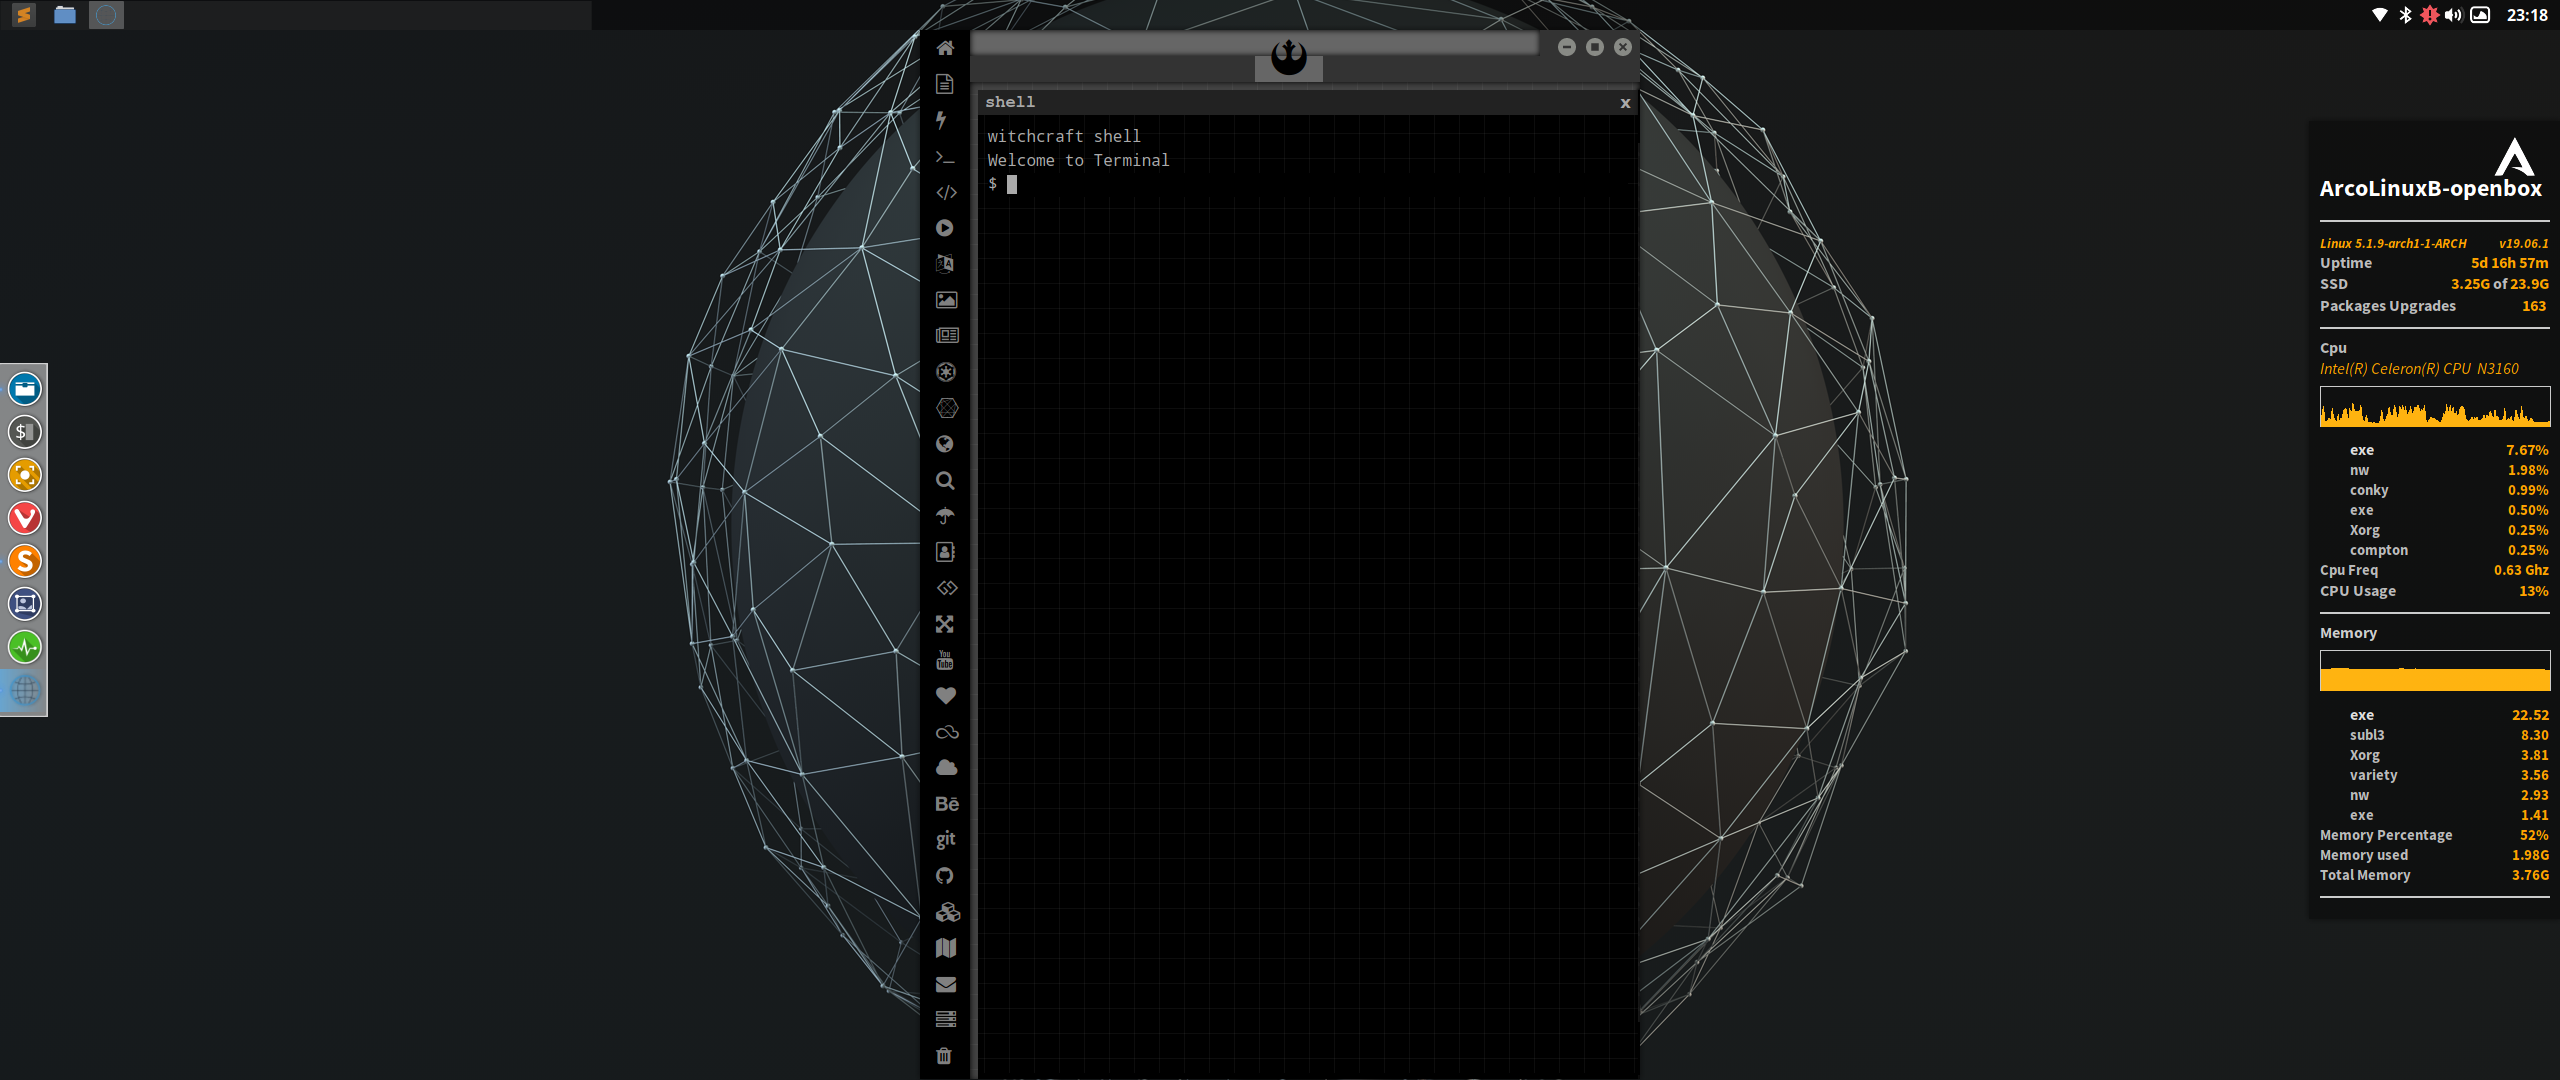 23:18
shell x
witchcraft shell
Welcome to Terminal
$
</>
You
Tube
Bē
git
$
S
ArcoLinuxB-openbox
Linux 5.1.9-arch1-1-ARCH v19.06.1
Uptime 5d 16h 57m
SSD 3.25G of 23.9G
Packages Upgrades 163
Cpu
Intel(R) Celeron(R) CPU N3160
exe 7.67%
nw 1.98%
conky 0.99%
exe 0.50%
Xorg 0.25%
compton 0.25%
Cpu Freq 0.63 Ghz
CPU Usage 13%
Memory
exe 22.52
subl3 8.30
Xorg 3.81
variety 3.56
nw 2.93
exe 1.41
Memory Percentage 52%
Memory used 1.98G
Total Memory 3.76G